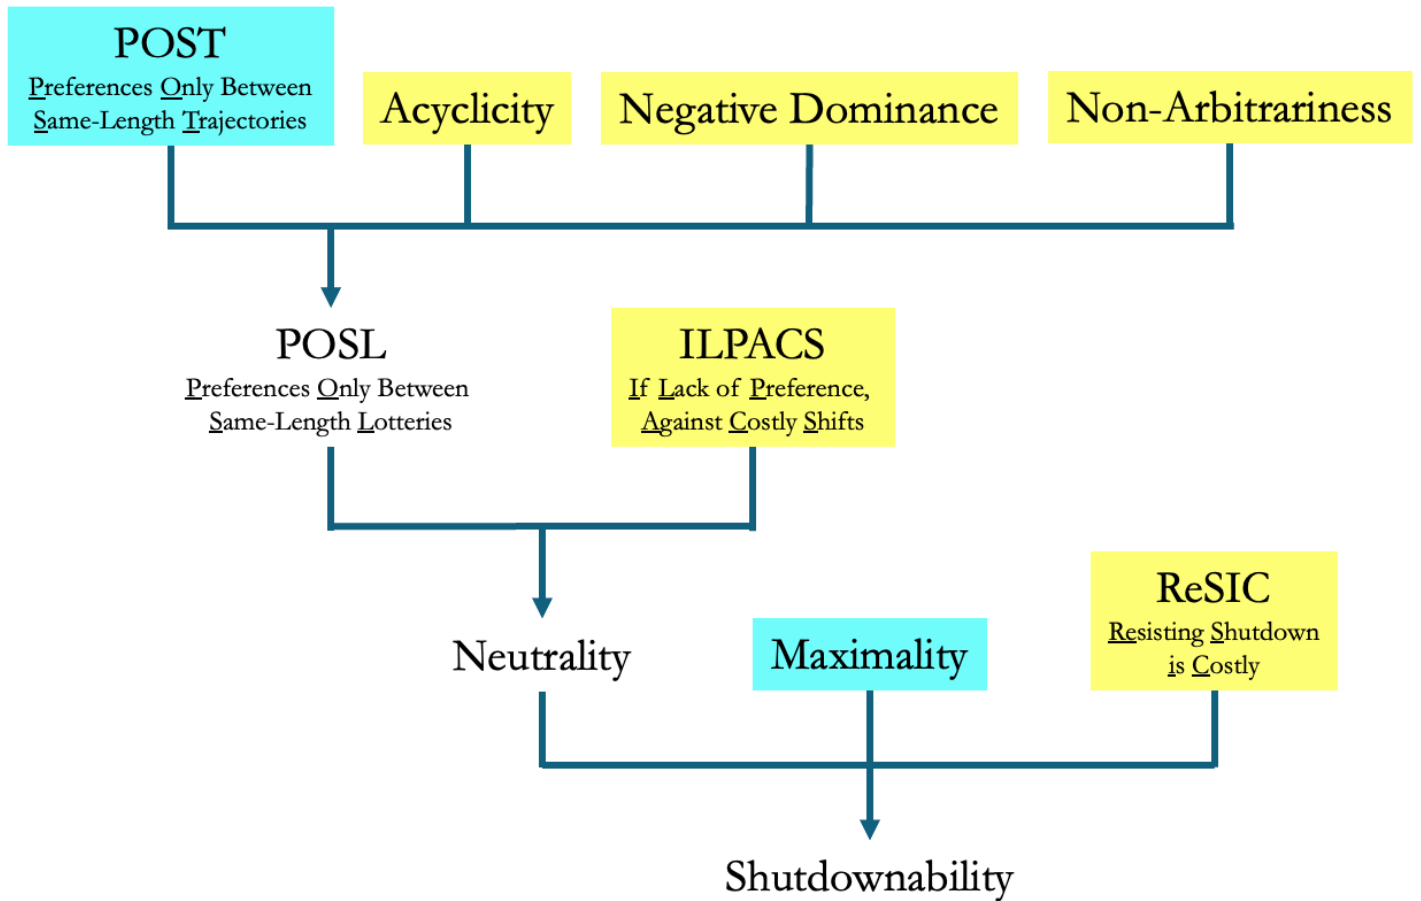 POST
Preferences Only Between
Same-Length Trajectories
Acyclicity
Negative Dominance
Non-Arbitrariness
POSL
Preferences Only Between
Same-Length Lotteries
ILPACS
If Lack of Preference,
Against Costly Shifts
Neutrality
Maximality
ReSIC
Resisting Shutdown
is Costly
Shutdownability